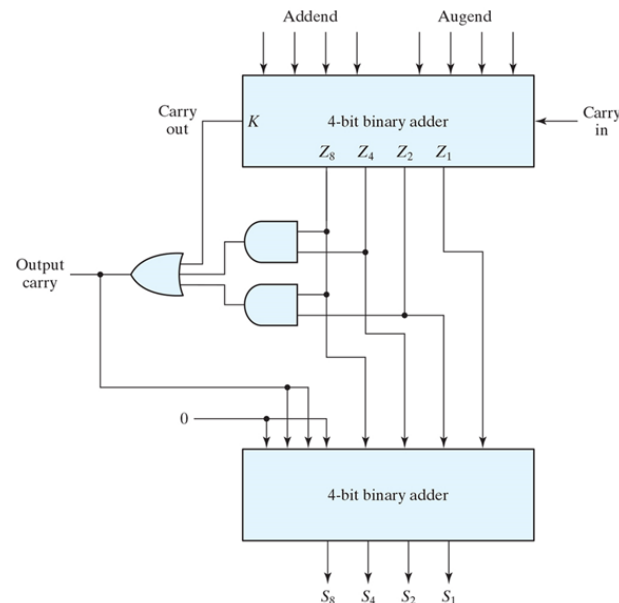 Addend Augend
Carry out
K
4-bit binary adder
Carry in
Z8 Z4 Z2 Z1
Output carry
0
4-bit binary adder
S8 S4 S2 S1